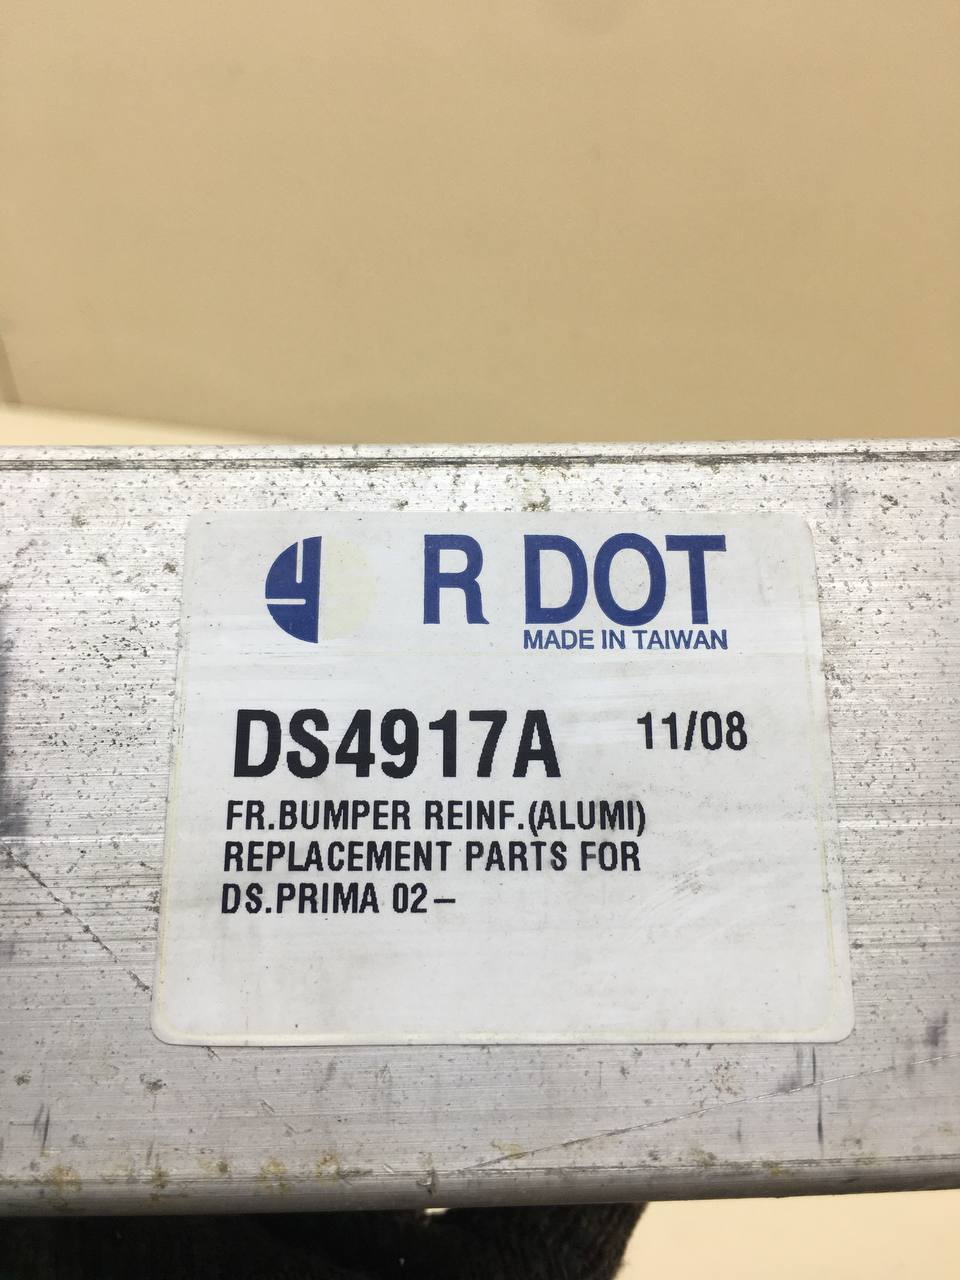 R DOT
MADE IN TAIWAN
DS4917A 11/08
FR.BUMPER REINF.(ALUMI)
REPLACEMENT PARTS FOR
DS.PRIMA 02–